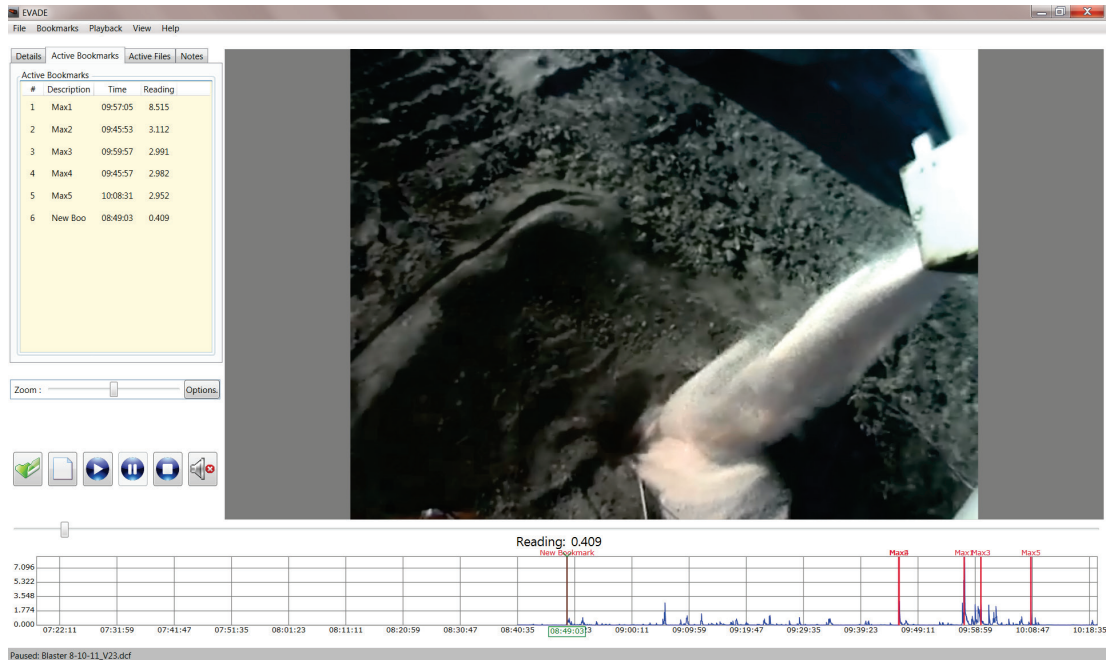 EVADE
File Bookmarks Playback View Help
Details Active Bookmarks Active Files Notes
Active Bookmarks
# Description Time Reading
1 Max1 09:57:05 8.515
2 Max2 09:45:53 3.112
3 Max3 09:59:57 2.991
4 Max4 09:45:57 2.982
5 Max5 10:08:31 2.952
6 New Boo 08:49:03 0.409
Zoom : Options.
Reading: 0.409
New Bookmark Max1 Max3 Max5
7.096
5.322
3.548
1.774
0.000
07:22:11 07:31:59 07:41:47 07:51:35 08:01:23 08:11:11 08:20:59 08:30:47 08:40:35 08:49:03 09:00:11 09:09:59 09:19:47 09:29:35 09:39:23 09:49:11 09:58:59 10:08:47 10:18:35
Paused: Blaster 8-10-11_V23.dcf